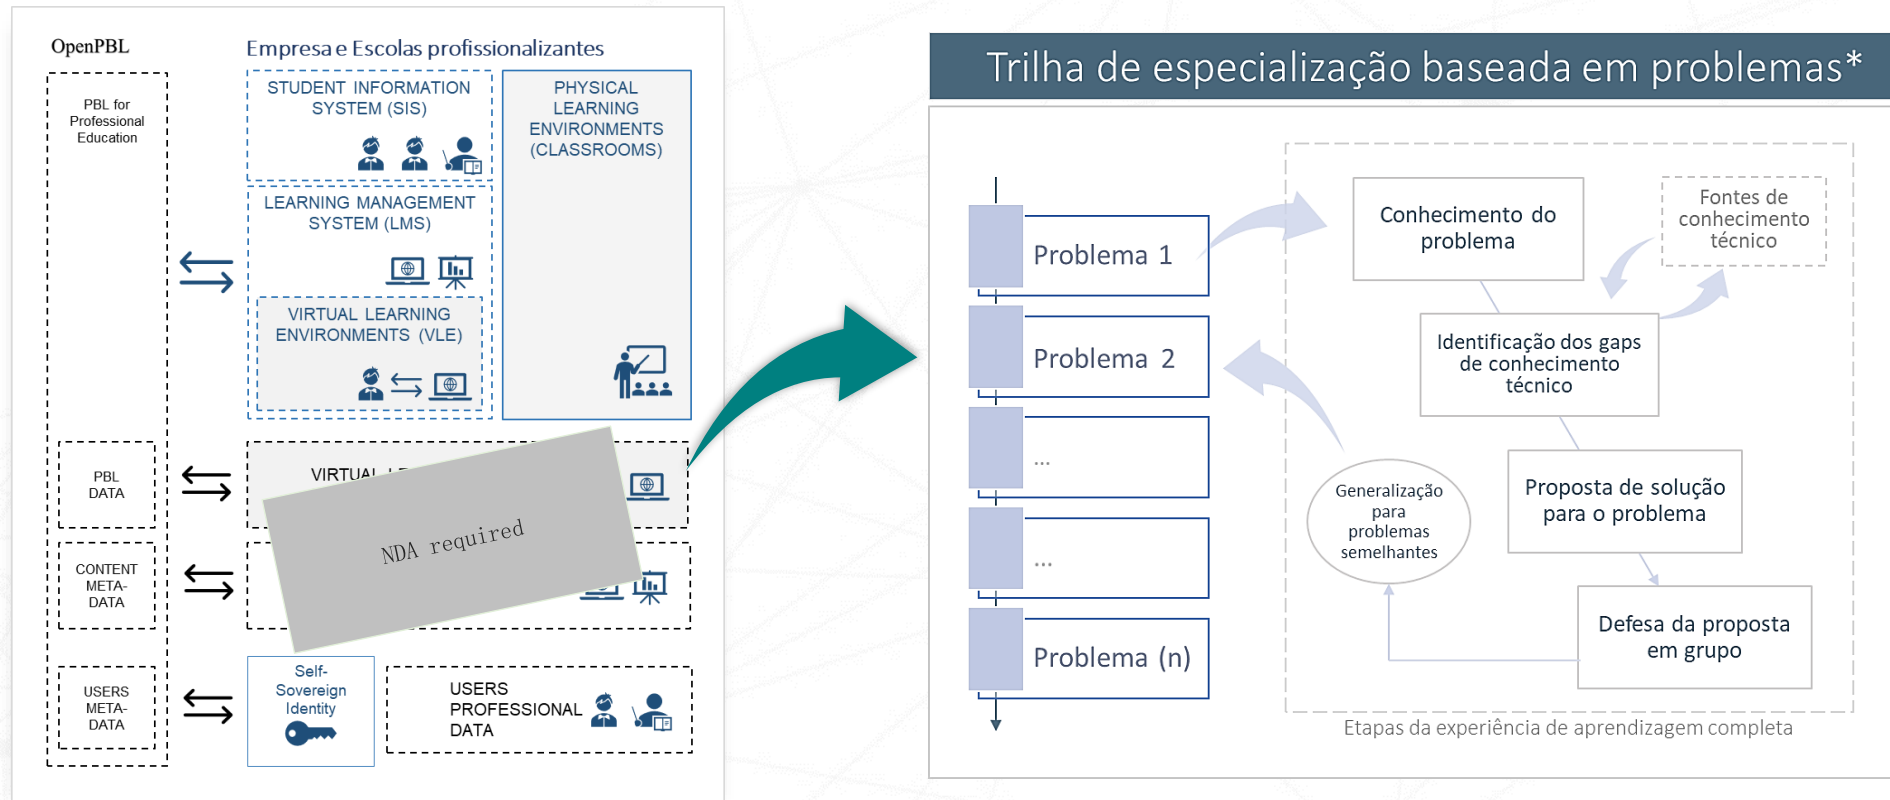 OpenPBL
Empresa e Escolas profissionalizantes
PBL for
Professional
Education
STUDENT INFORMATION
SYSTEM (SIS)
PHYSICAL
LEARNING
ENVIRONMENTS
(CLASSROOMS)
LEARNING MANAGEMENT
SYSTEM (LMS)
VIRTUAL LEARNING
ENVIRONMENTS (VLE)
PBL
DATA
VIRTUAL
NDA required
CONTENT
META-
DATA
USERS
META-
DATA
Self-
Sovereign
Identity
USERS
PROFESSIONAL
DATA
Trilha de especialização baseada em problemas*
Problema 1
Problema 2
...
...
Problema (n)
Conhecimento do
problema
Fontes de
conhecimento
técnico
Identificação dos gaps
de conhecimento
técnico
Proposta de solução
para o problema
Generalização
para
problemas
semelhantes
Defesa da proposta
em grupo
Etapas da experiência de aprendizagem completa